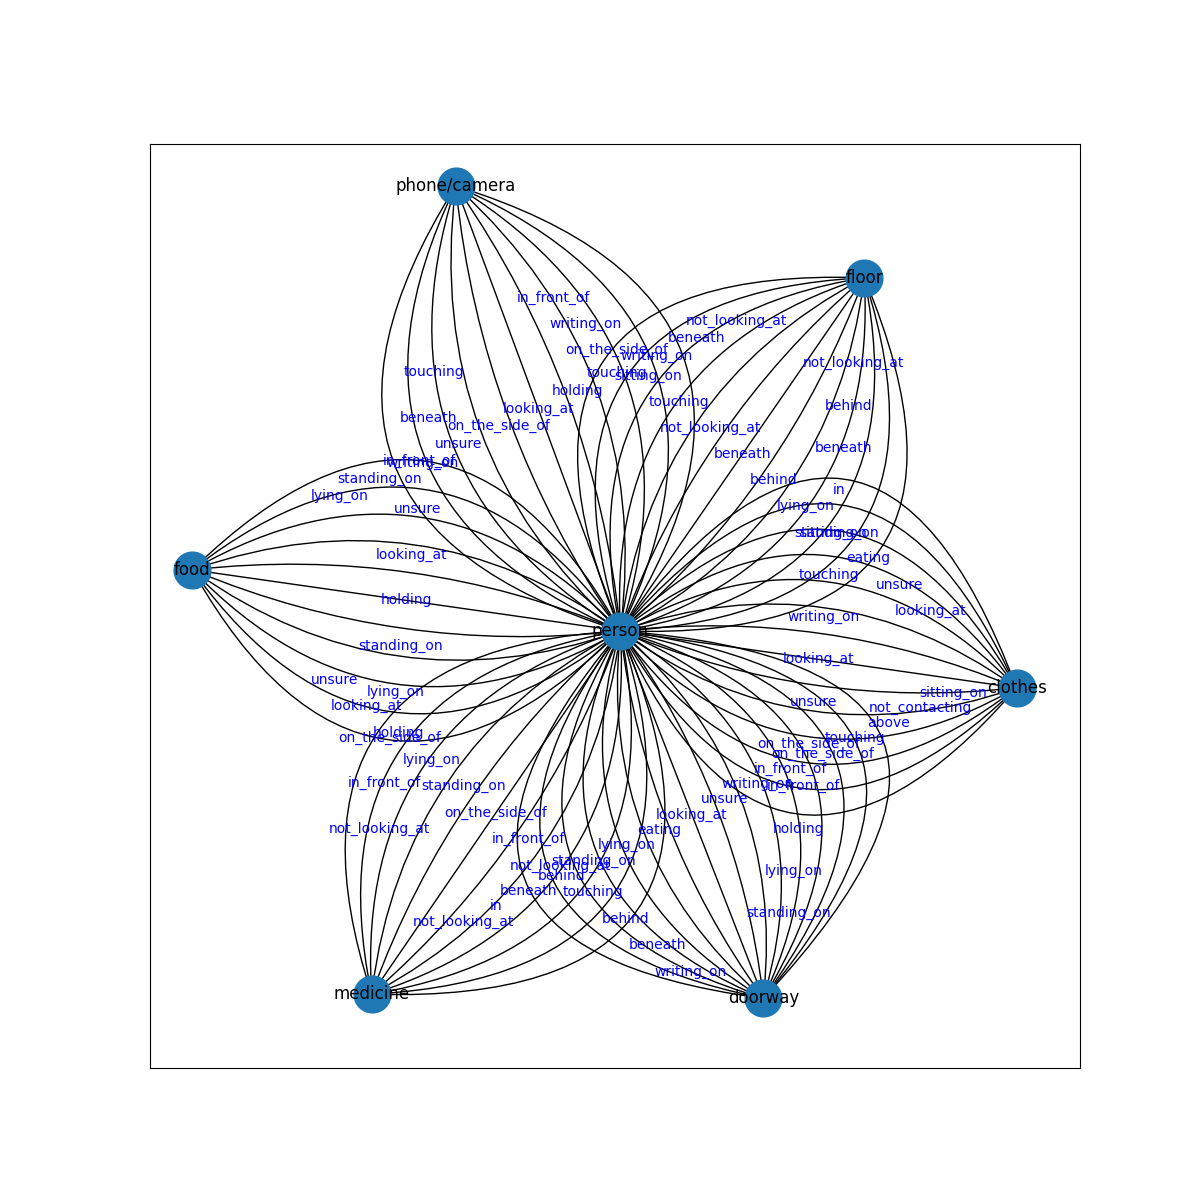 phone/camera
floor
in_front_of
not_looking_at
writing_on
beneath
on_the_side_of
writing_on
not_looking_at
touching
touching
sitting_on
holding
touching
behind
looking_at
beneath
on_the_side_of
not_looking_at
unsure
beneath
beneath
in_front_of
writing_on
standing_on
behind
in
lying_on
lying_on
unsure
standing_on
looking_at
eating
food
touching
unsure
holding
looking_at
writing_on
person
standing_on
looking_at
unsure
clothes
lying_on
sitting_on
looking_at
unsure
not_contacting
above
holding
on_the_side_of
touching
on_the_side_of
on_the_side_of
lying_on
in_front_of
in_front_of
standing_on
writing_on
in_front_of
unsure
on_the_side_of
looking_at
not_looking_at
eating
holding
in_front_of
lying_on
standing_on
not_looking_at
behind
lying_on
beneath
touching
in
standing_on
not_looking_at
behind
beneath
writing_on
medicine
doorway